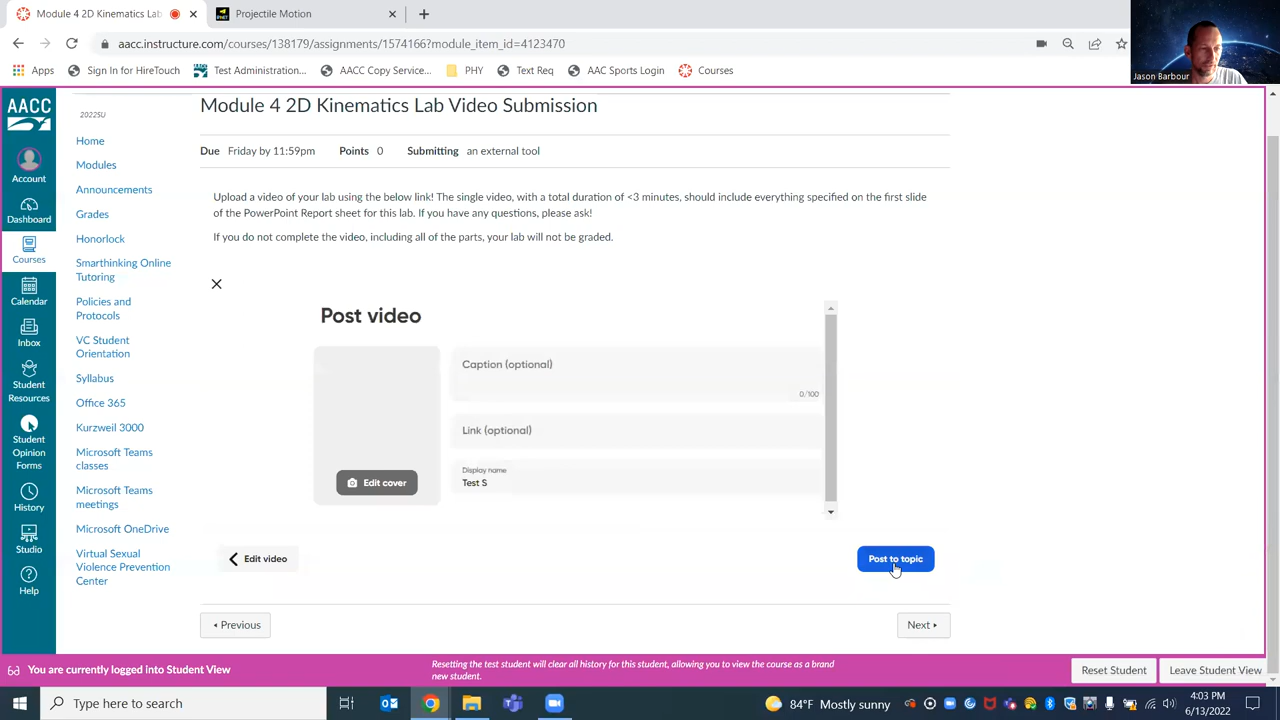 Module 4 2D Kinematics Lab
Projectile Motion
aacc.instructure.com/courses/138179/assignments/1574166?module_item_id=4123470
Apps
Sign In for HireTouch
Test Administration...
AACC Copy Service...
PHY
Text Req
AAC Sports Login
Courses
Jason Barbour
AACC
Account
Dashboard
Courses
Calendar
Inbox
Student
Resources
Student
Opinion
Forms
History
Studio
Help
2022SU
Home
Modules
Announcements
Grades
Honorlock
Smarthinking Online
Tutoring
Policies and
Protocols
VC Student
Orientation
Syllabus
Office 365
Kurzweil 3000
Microsoft Teams
classes
Microsoft Teams
meetings
Microsoft OneDrive
Virtual Sexual
Violence Prevention
Center
Module 4 2D Kinematics Lab Video Submission
Due Friday by 11:59pm Points 0 Submitting an external tool
Upload a video of your lab using the below link! The single video, with a total duration of <3 minutes, should include everything specified on the first slide
of the PowerPoint Report sheet for this lab. If you have any questions, please ask!
If you do not complete the video, including all of the parts, your lab will not be graded.
Post video
Caption (optional)
0/100
Link (optional)
Display name
Test S
Edit cover
Edit video
Post to topic
Previous
Next
You are currently logged into Student View
Resetting the test student will clear all history for this student, allowing you to view the course as a brand
new student.
Reset Student
Leave Student View
Type here to search
84°F Mostly sunny
4:03 PM
6/13/2022